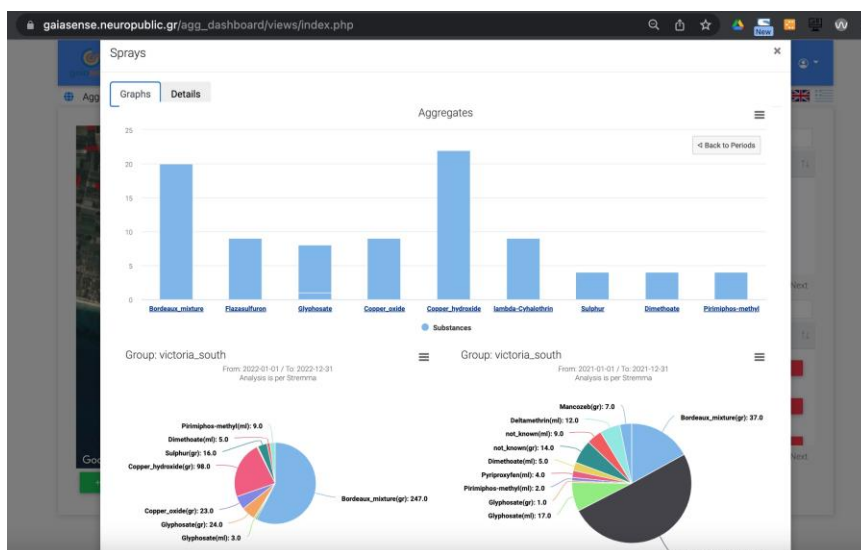 gaiasense.neuropublic.gr/agg_dashboard/views/index.php
New
Sprays
×
Agg
Graphs Details
Aggregates
Back to Periods
25
20
15
10
5
0
Bordeaux_mixture Flazasulfuron Glyphosate Copper_oxide Copper_hydroxide lambda-Cyhalothrin Sulphur Dimethoate Pirimiphos-methyl
Substances
Next
Group: victoria_south
From: 2022-01-01 / To: 2022-12-31
Analysis is per Stremma
Pirimiphos-methyl(ml): 9.0
Dimethoate(ml): 5.0
Sulphur(gr): 16.0
Copper_hydroxide(gr): 98.0
Copper_oxide(gr): 23.0
Glyphosate(gr): 24.0
Glyphosate(ml): 3.0
Bordeaux_mixture(gr): 247.0
Group: victoria_south
From: 2021-01-01 / To: 2021-12-31
Analysis is per Stremma
Mancozeb(gr): 7.0
Deltamethrin(ml): 12.0
not_known(ml): 9.0
not_known(gr): 14.0
Dimethoate(ml): 5.0
Pyriproxyfen(ml): 4.0
Pirimiphos-methyl(ml): 2.0
Glyphosate(gr): 1.0
Glyphosate(ml): 17.0
Bordeaux_mixture(gr): 37.0
Next
Goo